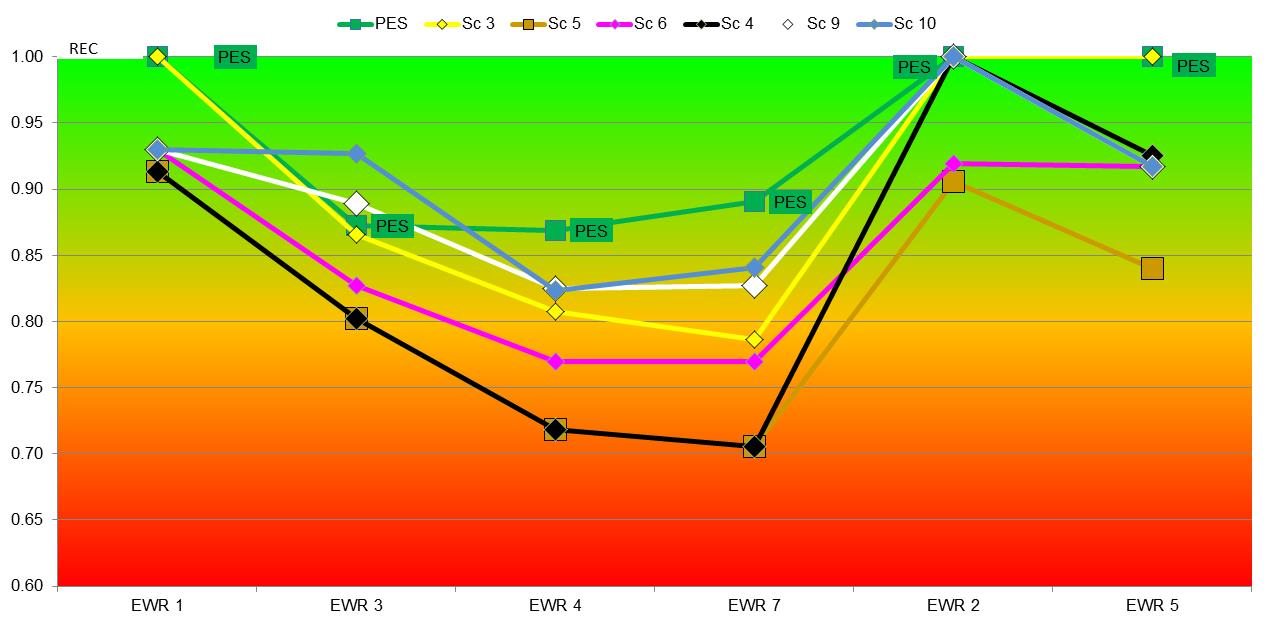 PES Sc 3 Sc 5 Sc 6 Sc 4 Sc 9 Sc 10
REC
1.00 PES PES PES
0.95
0.90 PES
PES PES
0.85
0.80
0.75
0.70
0.65
0.60
EWR 1 EWR 3 EWR 4 EWR 7 EWR 2 EWR 5